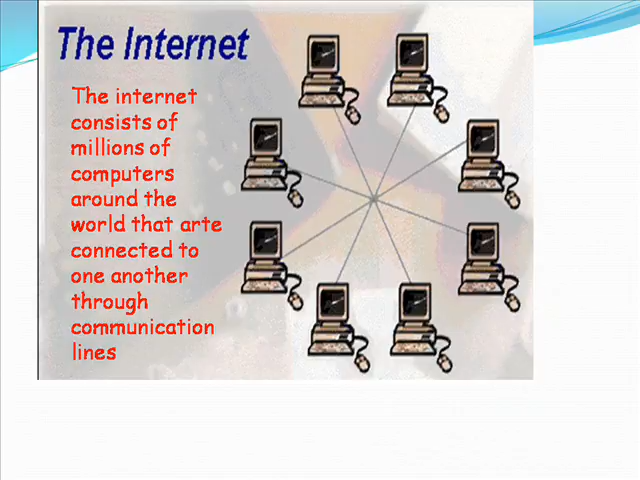 The Internet
The internet
consists of
millions of
computers
around the
world that arte
connected to
one another
through
communication
lines